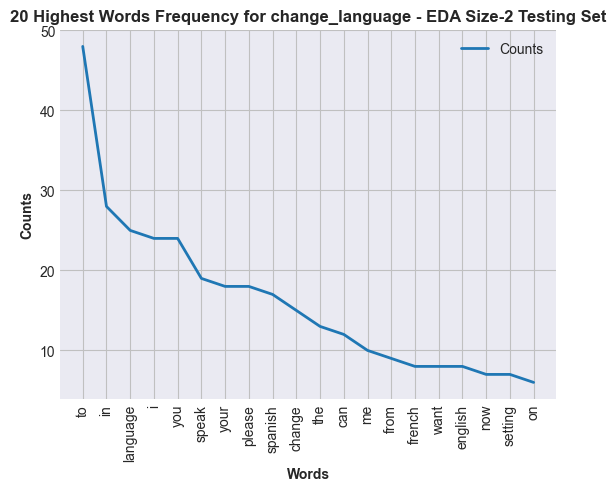 20 Highest Words Frequency for change_language - EDA Size-2 Testing Set
Counts
50
40
30
20
10
Counts
to
in
language
i
you
speak
your
please
spanish
change
the
can
me
from
french
want
english
now
setting
on
Words